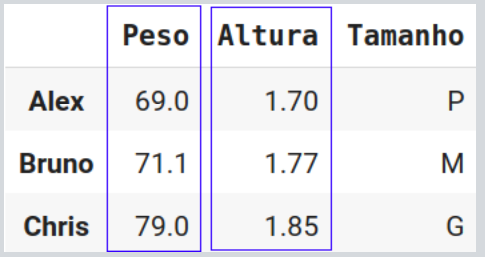 Peso Altura Tamanho
Alex 69.0 1.70 P
Bruno 71.1 1.77 M
Chris 79.0 1.85 G